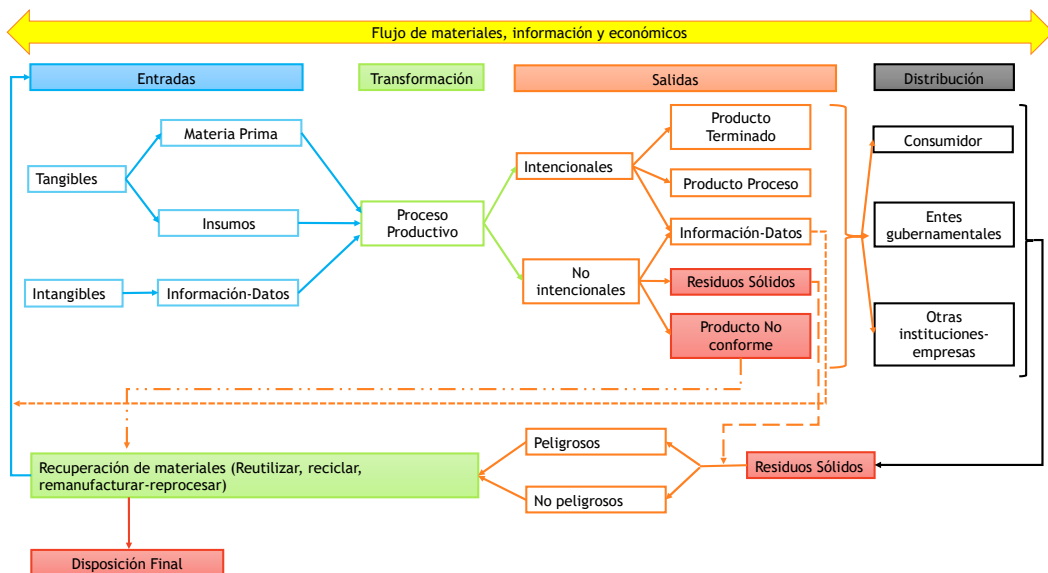 Flujo de materiales, información y económicos
Entradas
Transformación
Salidas
Distribución
Tangibles
Materia Prima
Insumos
Intangibles
Información-Datos
Proceso
Productivo
Intencionales
No
intencionales
Producto
Terminado
Producto Proceso
Información-Datos
Residuos Sólidos
Producto No
conforme
Consumidor
Entes
gubernamentales
Otras
instituciones-
empresas
Recuperación de materiales (Reutilizar, reciclar,
remanufacturar-reprocesar)
Peligrosos
No peligrosos
Residuos Sólidos
Disposición Final